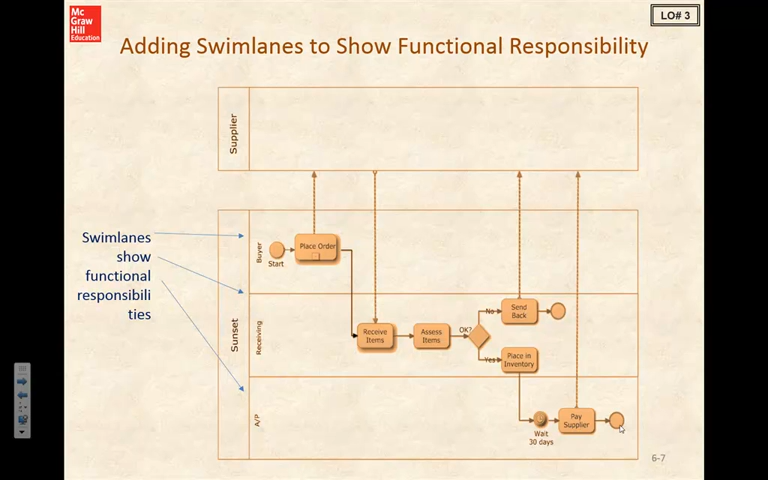 Mc
Graw
Hill
Education
LO# 3
Adding Swimlanes to Show Functional Responsibility
Supplier
Swimlanes
show
functional
responsibili
ties
Sunset
Buyer
Start
Place Order
Receiving
Receive
Items
Assess
Items
OK?
No
Send
Back
Yes
Place in
Inventory
A/P
Wait
30 days
Pay
Supplier
6-7